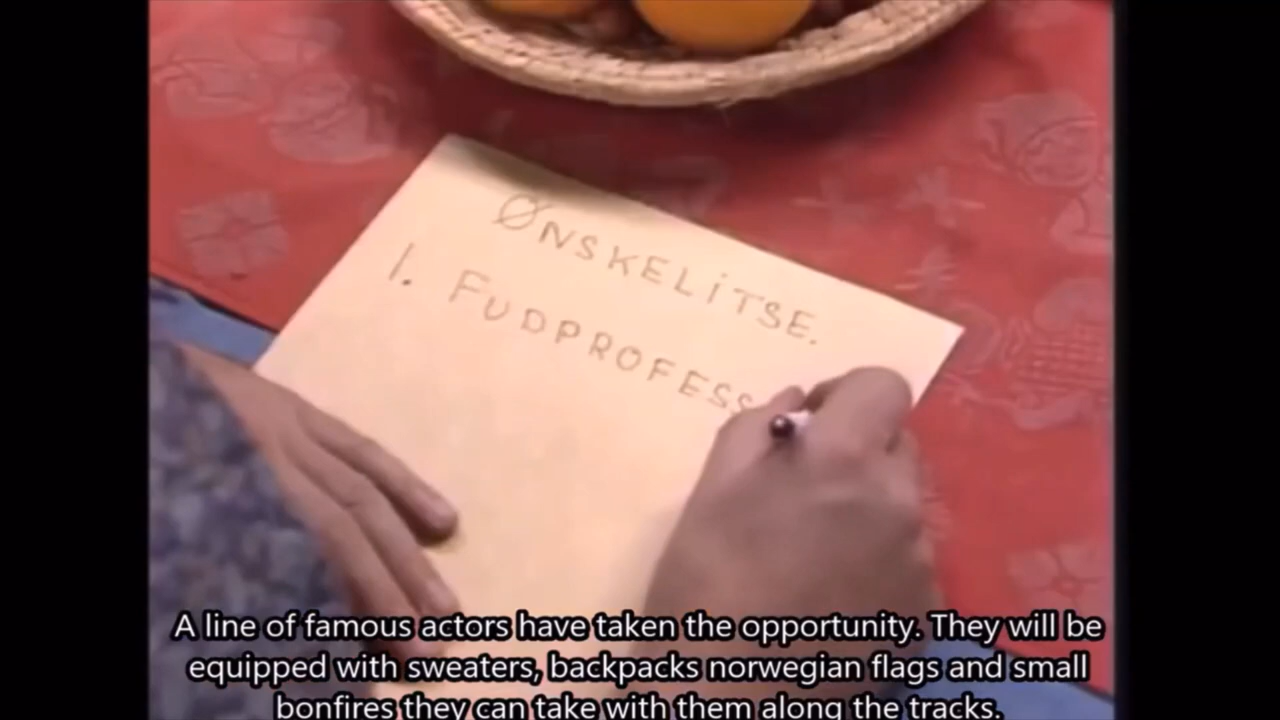 ØNSKELITSE.
1. FUDPROFESS
A line of famous actors have taken the opportunity. They will be
equipped with sweaters, backpacks norwegian flags and small
bonfires they can take with them along the tracks.